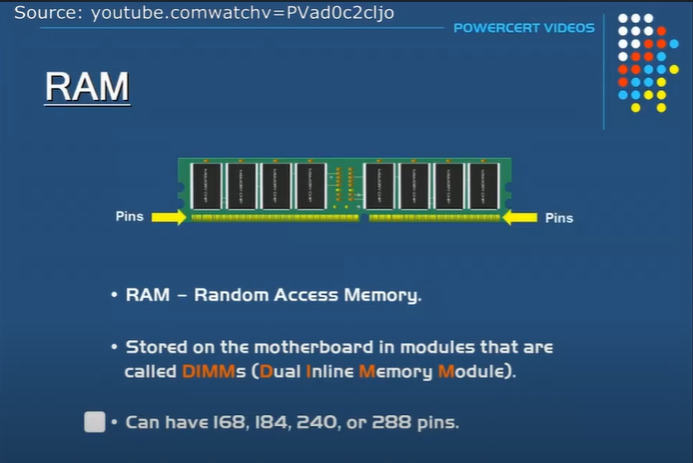 Source: youtube.comwatchv=PVad0c2cljo
POWERCERT VIDEOS
RAM
Pins
Pins
• RAM – Random Access Memory.
• Stored on the motherboard in modules that are
called DIMMs (Dual Inline Memory Module).
• Can have 168, 184, 240, or 288 pins.